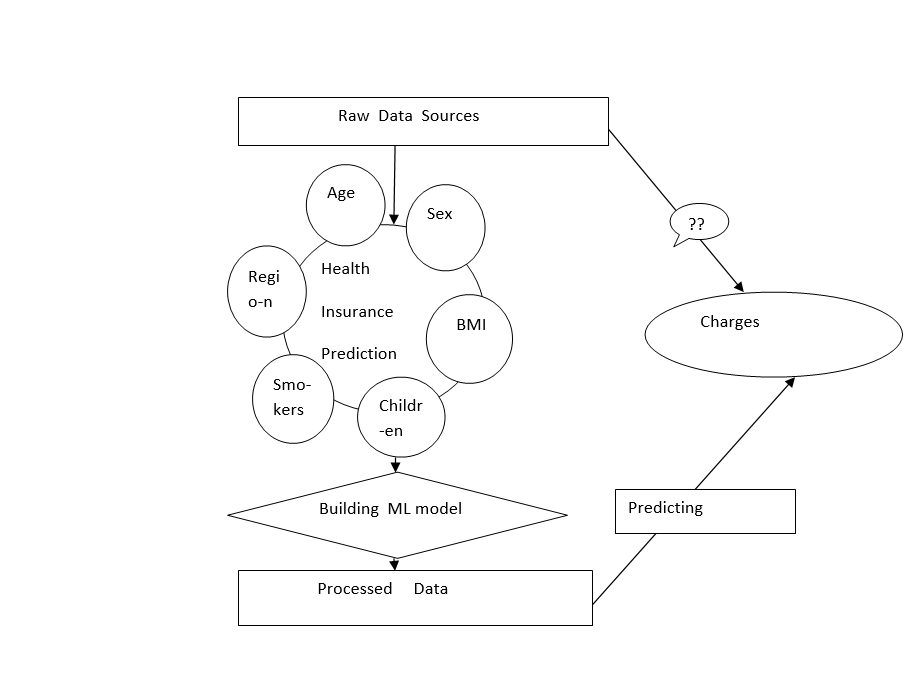 Raw Data Sources
Age
Sex
??
Regi
o-n
Health
Insurance
Prediction
BMI
Charges
Smo-
kers
Childr
-en
Building ML model
Predicting
Processed Data